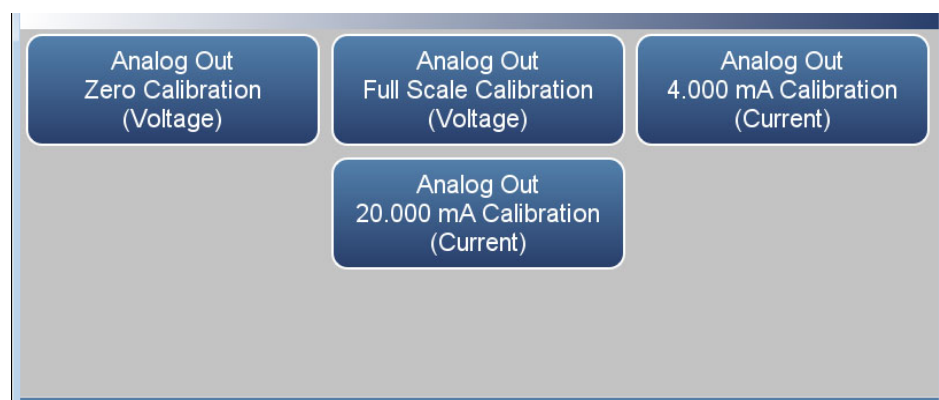 Analog Out
Zero Calibration
(Voltage)
Analog Out
Full Scale Calibration
(Voltage)
Analog Out
4.000 mA Calibration
(Current)
Analog Out
20.000 mA Calibration
(Current)